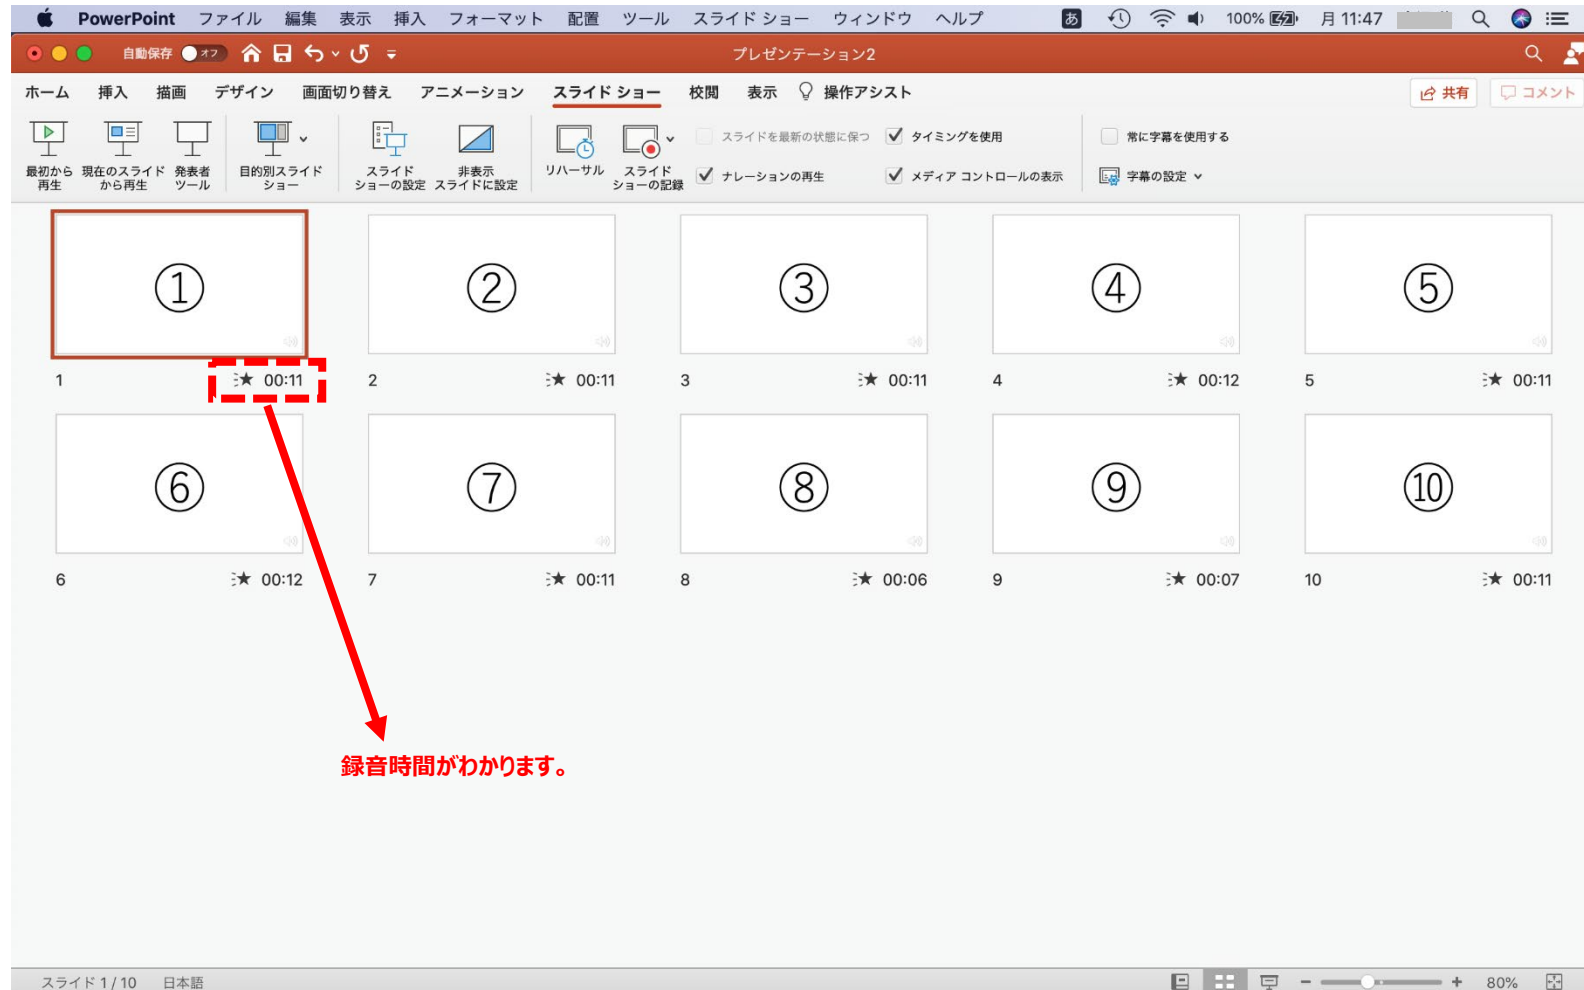 PowerPoint ファイル 編集 表示 挿入 フォーマット 配置 ツール スライド ショー ウィンドウ ヘルプ あ 100% 月 11:47
自動保存 オフ プレゼンテーション2
ホーム 挿入 描画 デザイン 画面切り替え アニメーション スライド ショー 校閲 表示 操作アシスト 共有 コメント
最初から
再生
現在のスライド
から再生
発表者
ツール
目的別スライド
ショー
スライド
ショーの設定
非表示
スライドに設定
リハーサル
スライド
ショーの記録
スライドを最新の状態に保つ
ナレーションの再生
タイミングを使用
メディア コントロールの表示
常に字幕を使用する
字幕の設定
① ② ③ ④ ⑤
1 00:11 2 00:11 3 00:11 4 00:12 5 00:11
⑥ ⑦ ⑧ ⑨ ⑩
6 00:12 7 00:11 8 00:06 9 00:07 10 00:11
録音時間がわかります。
スライド 1 / 10 日本語 80%